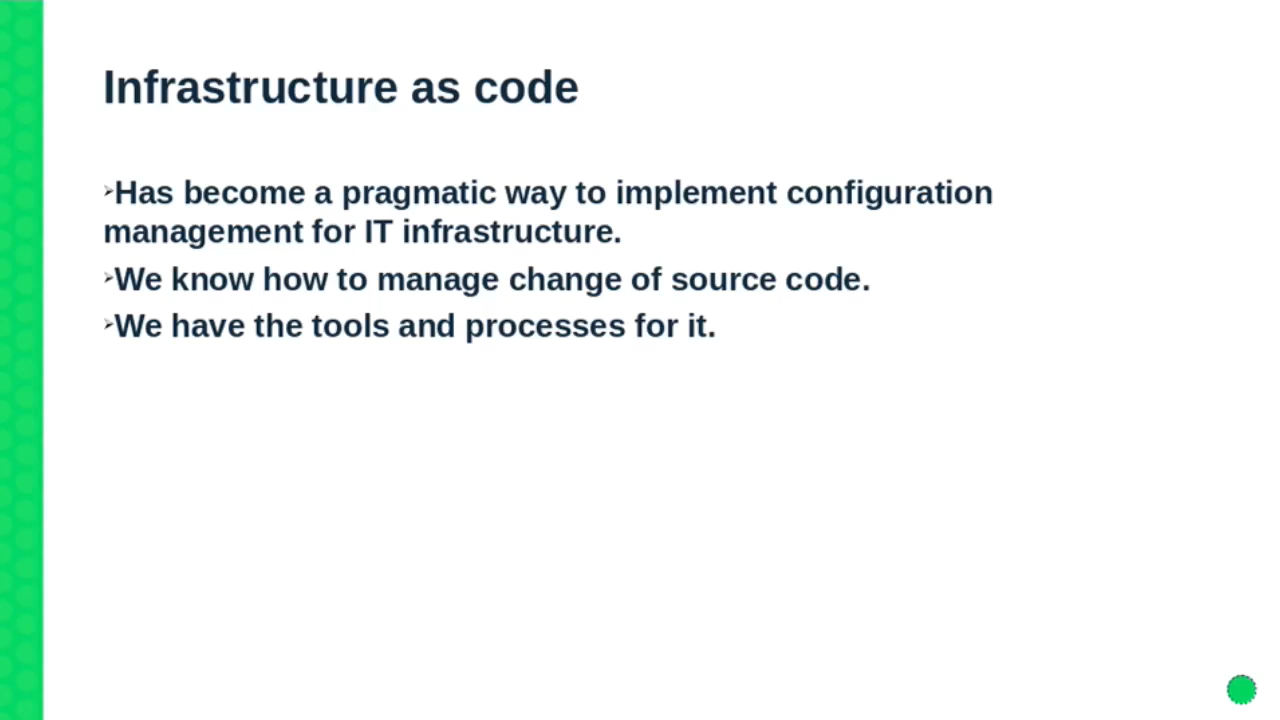 Infrastructure as code
➢Has become a pragmatic way to implement configuration
management for IT infrastructure.
➢We know how to manage change of source code.
➢We have the tools and processes for it.